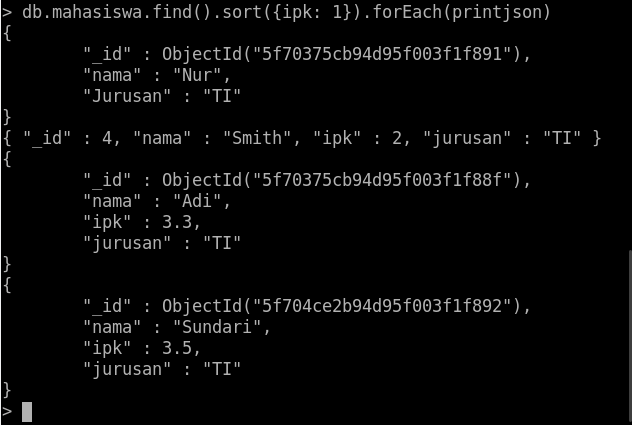 > db.mahasiswa.find().sort({ipk: 1}).forEach(printjson)
{
        "_id" : ObjectId("5f70375cb94d95f003f1f891"),
        "nama" : "Nur",
        "Jurusan" : "TI"
}
{ "_id" : 4, "nama" : "Smith", "ipk" : 2, "jurusan" : "TI" }
{
        "_id" : ObjectId("5f70375cb94d95f003f1f88f"),
        "nama" : "Adi",
        "ipk" : 3.3,
        "jurusan" : "TI"
}
{
        "_id" : ObjectId("5f704ce2b94d95f003f1f892"),
        "nama" : "Sundari",
        "ipk" : 3.5,
        "jurusan" : "TI"
}
>